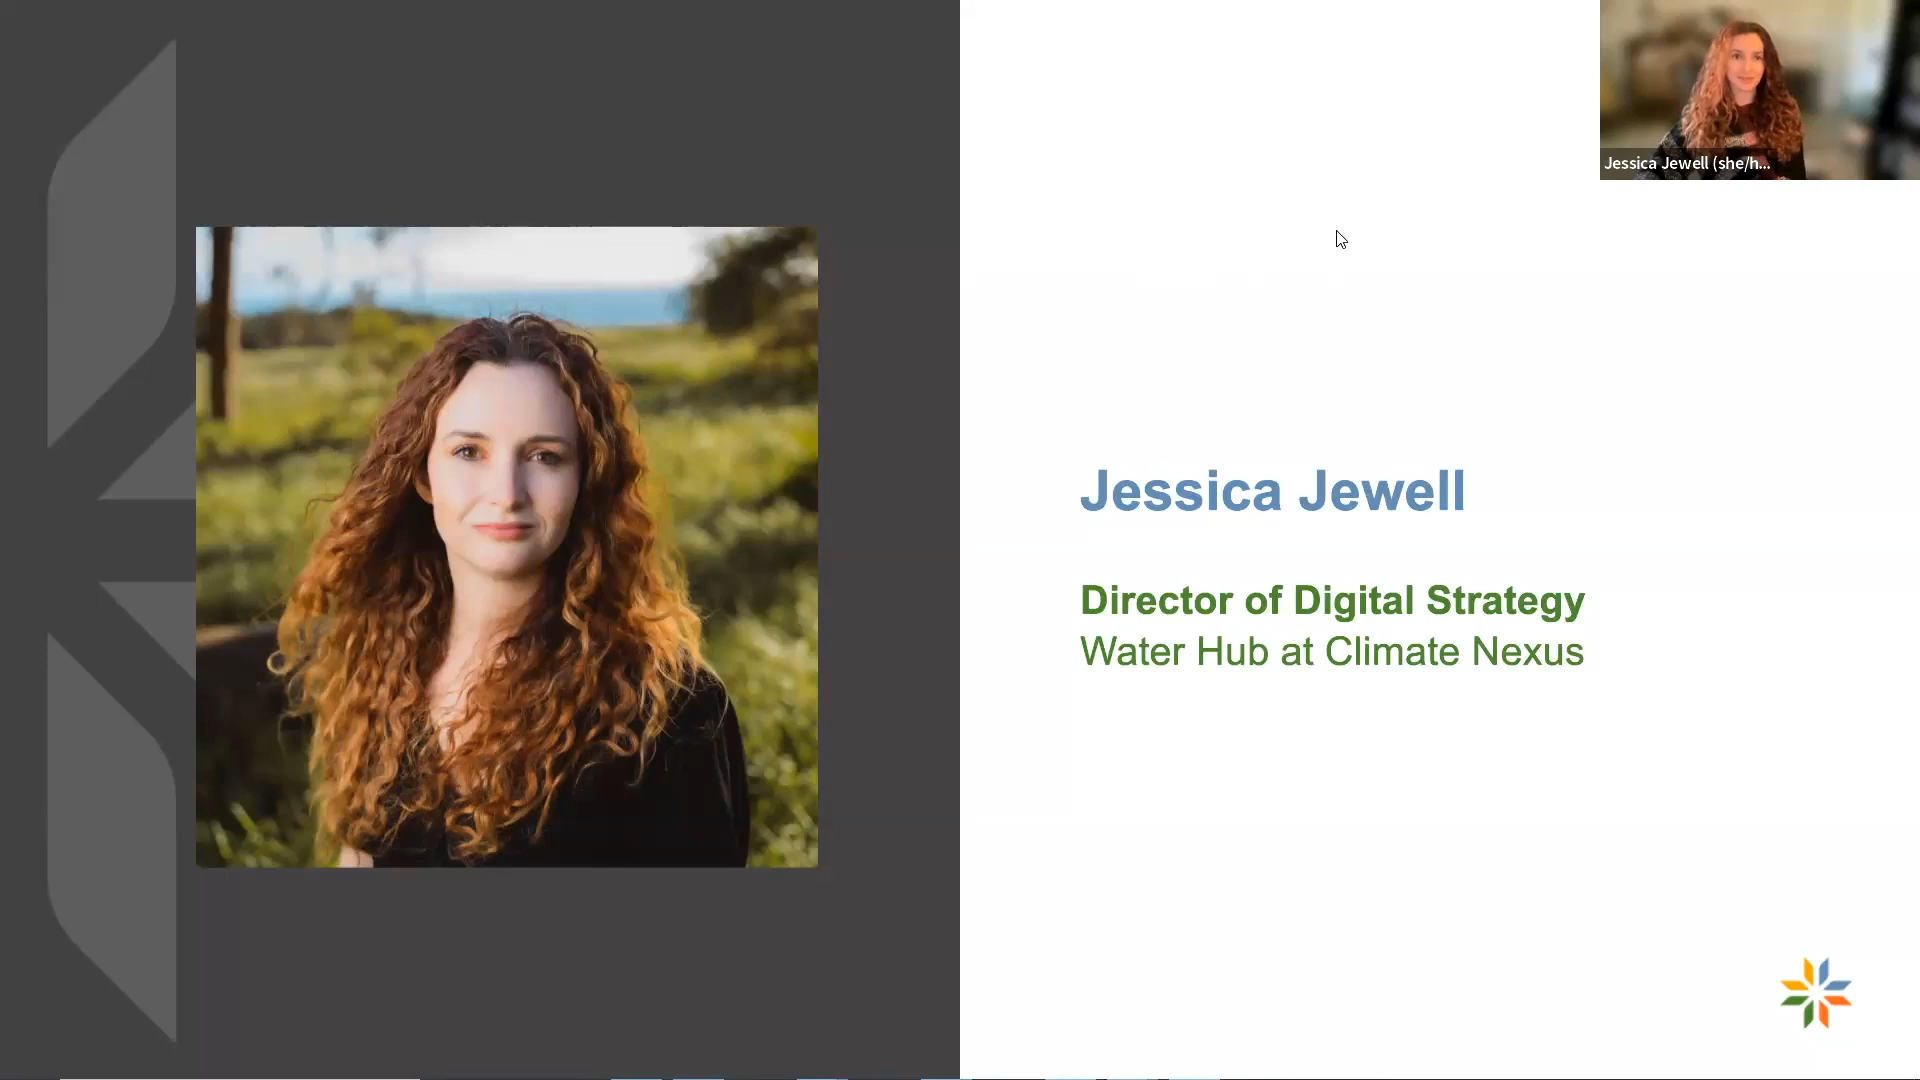 Jessica Jewell (she/h...
Jessica Jewell
Director of Digital Strategy
Water Hub at Climate Nexus